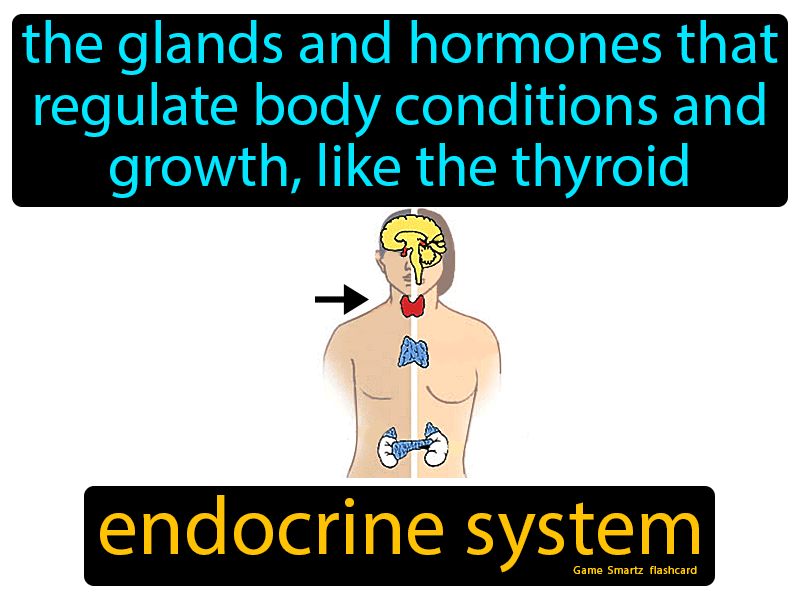 the glands and hormones that
regulate body conditions and
growth, like the thyroid
endocrine system
Game Smartz flashcard